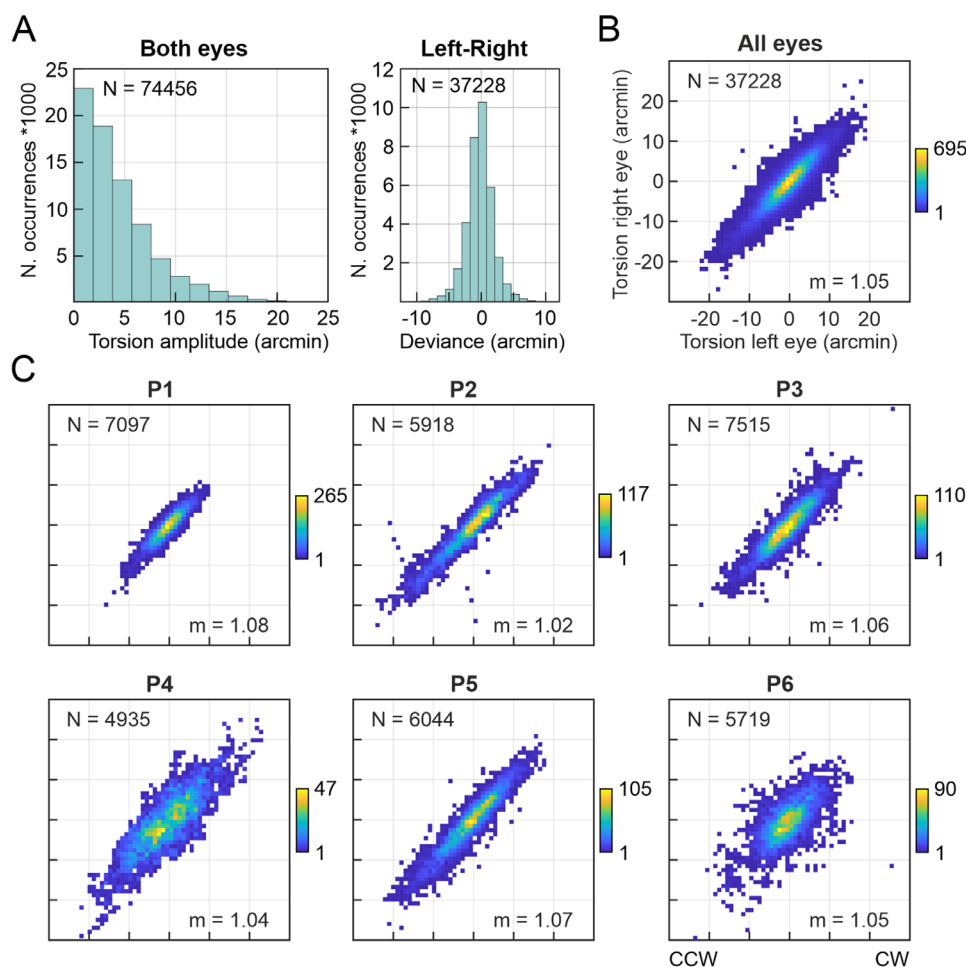 A
Both eyes
N = 74456
N. occurrences *1000
25
20
15
10
5
0
5
10
15
20
25
Torsion amplitude (arcmin)
Left-Right
N = 37228
N. occurrences *1000
12
10
8
6
4
2
-10
0
10
Deviance (arcmin)
B
All eyes
N = 37228
Torsion right eye (arcmin)
20
10
0
-10
-20
m = 1.05
-20
-10
0
10
20
Torsion left eye (arcmin)
695
1
C
P1
N = 7097
m = 1.08
265
1
P2
N = 5918
m = 1.02
117
1
P3
N = 7515
m = 1.06
110
1
P4
N = 4935
m = 1.04
47
1
P5
N = 6044
m = 1.07
105
1
P6
N = 5719
m = 1.05
90
1
CCW
CW